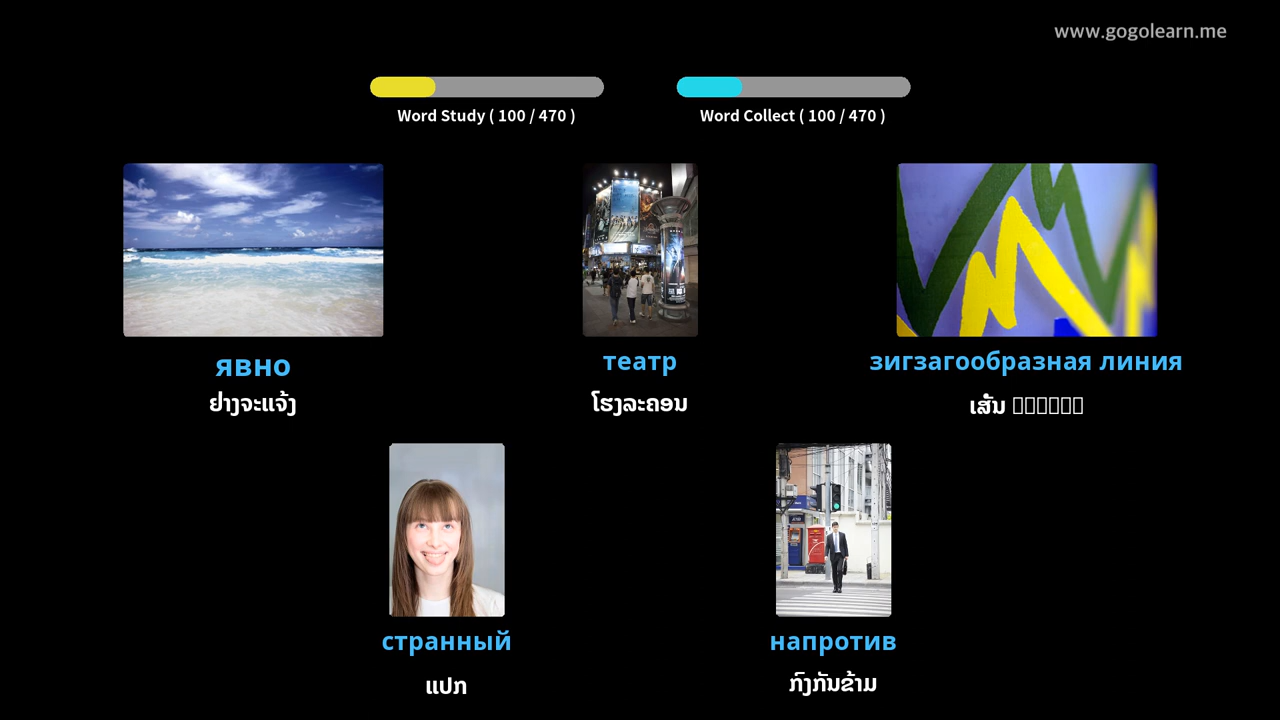 www.gogolearn.me
Word Study ( 100 / 470 )
Word Collect ( 100 / 470 )
явно
ຢ່າງຈະແຈ້ງ
театр
ໂຮງລະຄອນ
зигзагообразная линия
ເສັ້ນ
странный
ແປກ
напротив
ກົງກັນຂ້າມ